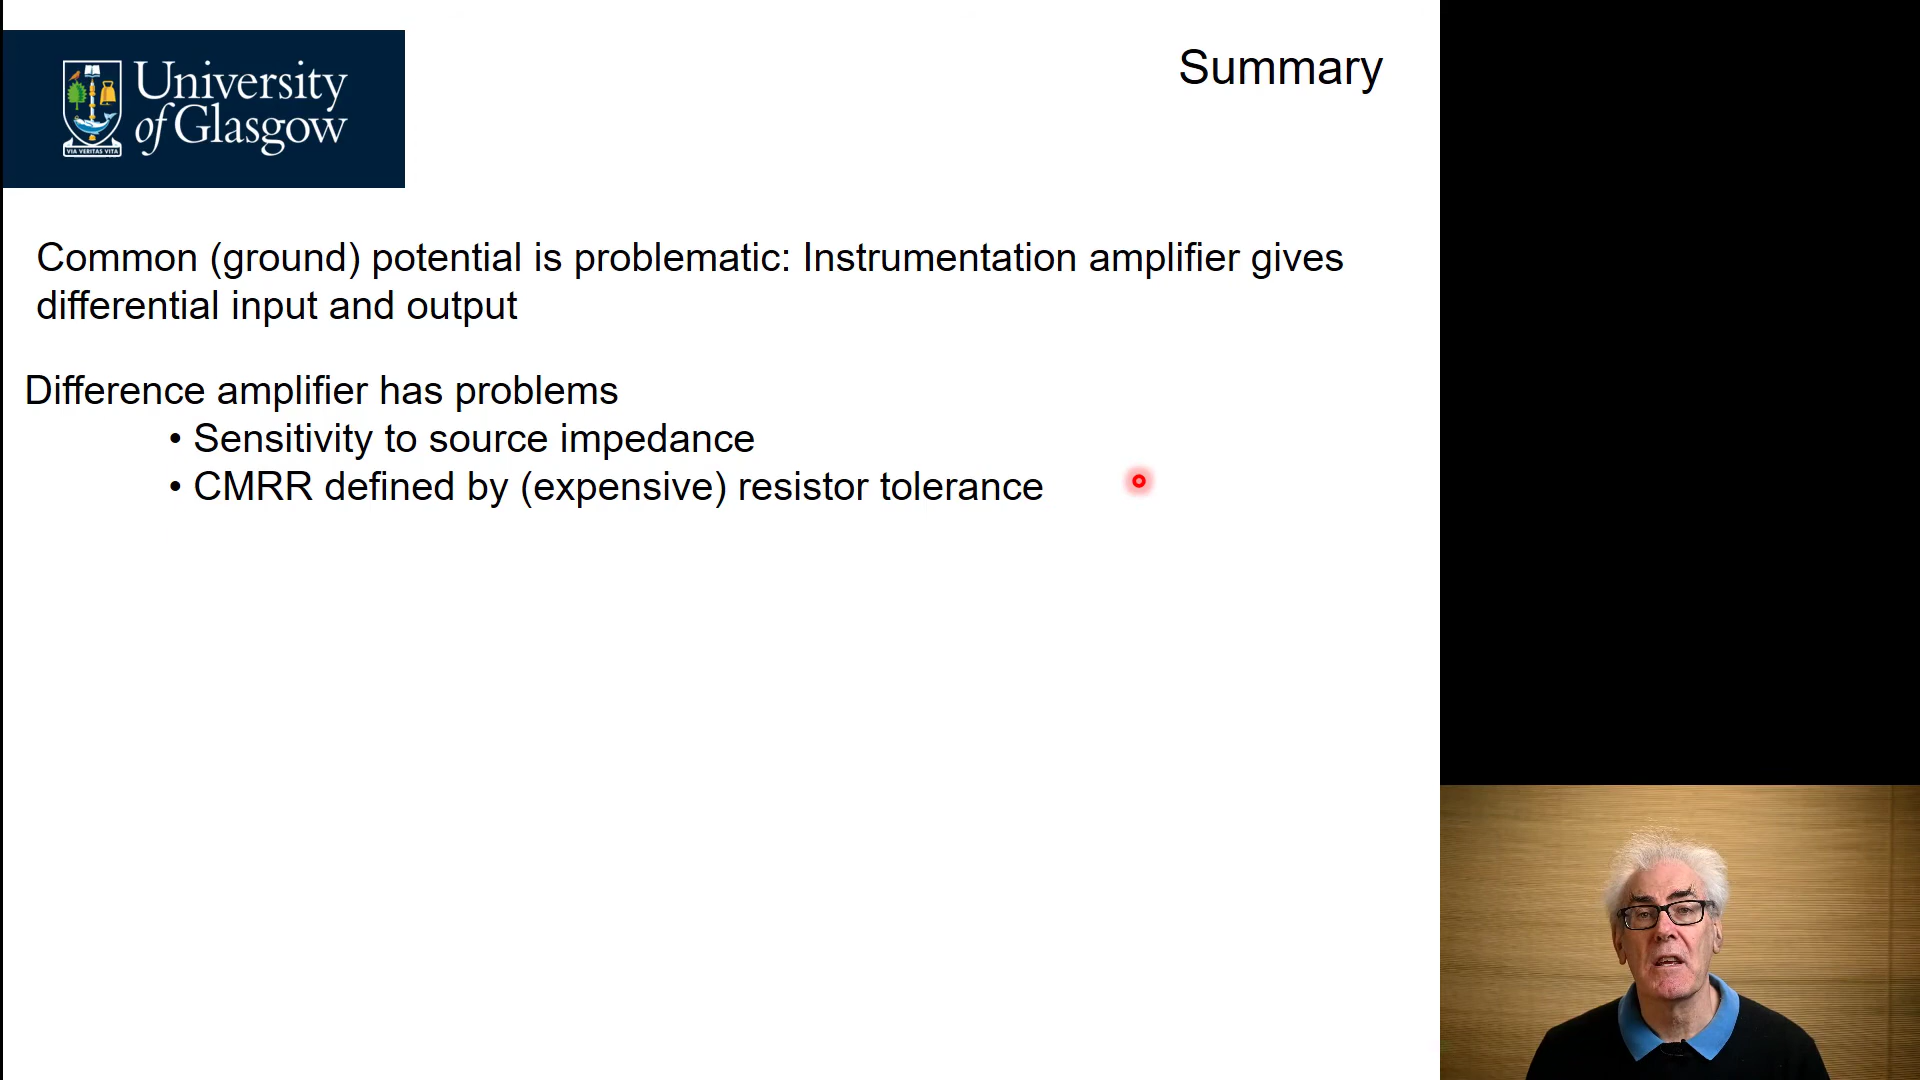 University
of Glasgow
VIA VERITAS VITA
Summary
Common (ground) potential is problematic: Instrumentation amplifier gives
differential input and output
Difference amplifier has problems
• Sensitivity to source impedance
• CMRR defined by (expensive) resistor tolerance